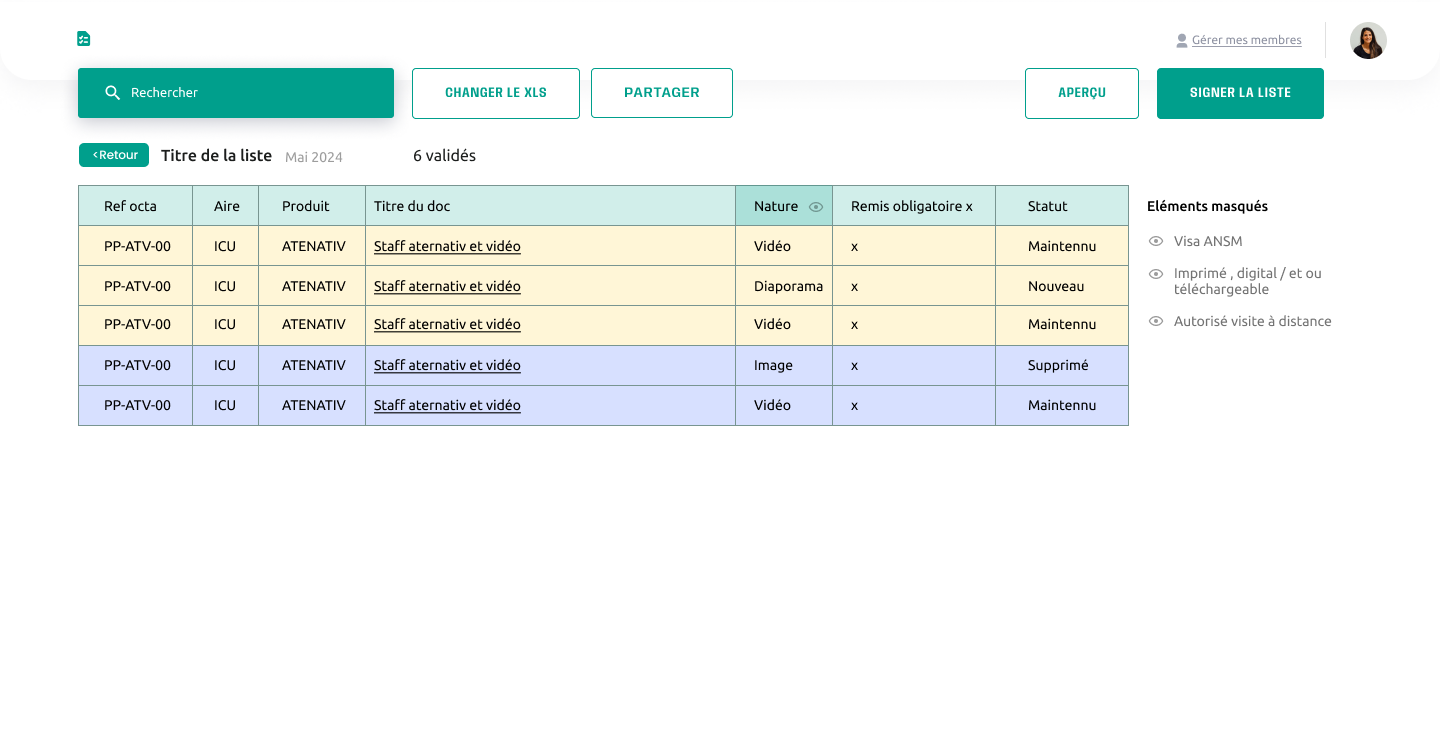 Gérer mes membres
Rechercher
CHANGER LE XLS
PARTAGER
APERÇU
SIGNER LA LISTE
<Retour
Titre de la liste Mai 2024
6 validés
Ref octa Aire Produit Titre du doc Nature Remis obligatoire x Statut
PP-ATV-00 ICU ATENATIV Staff aternativ et vidéo Vidéo x Maintennu
PP-ATV-00 ICU ATENATIV Staff aternativ et vidéo Diaporama x Nouveau
PP-ATV-00 ICU ATENATIV Staff aternativ et vidéo Vidéo x Maintennu
PP-ATV-00 ICU ATENATIV Staff aternativ et vidéo Image x Supprimé
PP-ATV-00 ICU ATENATIV Staff aternativ et vidéo Vidéo x Maintennu
Eléments masqués
Visa ANSM
Imprimé , digital / et ou
téléchargeable
Autorisé visite à distance